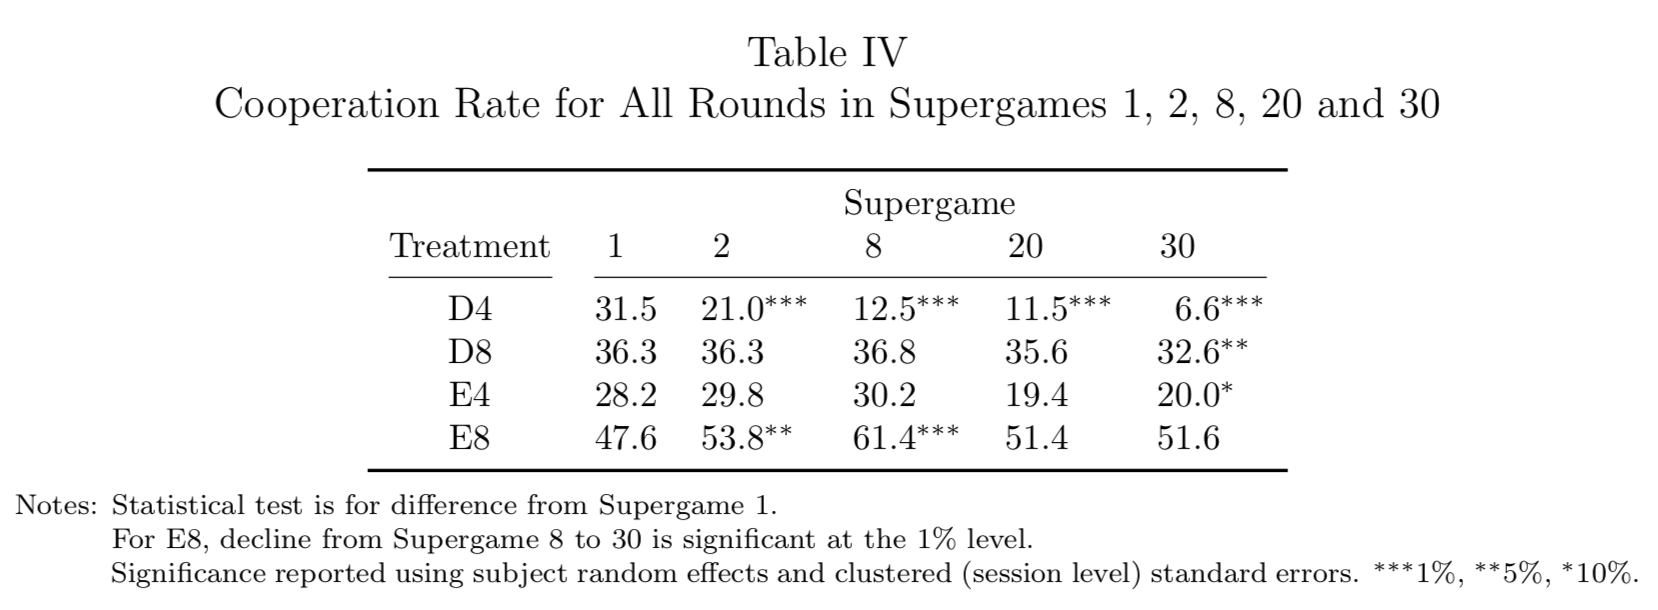 Table IV
Cooperation Rate for All Rounds in Supergames 1, 2, 8, 20 and 30
Supergame
Treatment 1 2 8 20 30
D4 31.5 21.0*** 12.5*** 11.5*** 6.6***
D8 36.3 36.3 36.8 35.6 32.6**
E4 28.2 29.8 30.2 19.4 20.0*
E8 47.6 53.8** 61.4*** 51.4 51.6
Notes: Statistical test is for difference from Supergame 1.
For E8, decline from Supergame 8 to 30 is significant at the 1% level.
Significance reported using subject random effects and clustered (session level) standard errors. ***1%, **5%, *10%.